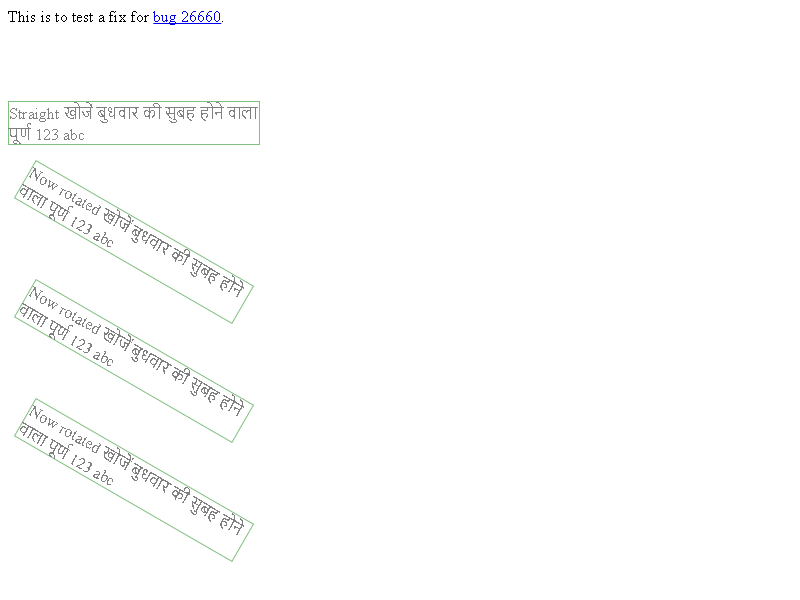 This is to test a fix for bug 26660.
Straight खोजें बुधवार की सुबह होने वाला
पूर्ण 123 abc
Now rotated खोजें बुधवार की सुबह होने
वाला पूर्ण 123 abc
Now rotated खोजें बुधवार की सुबह होने
वाला पूर्ण 123 abc
Now rotated खोजें बुधवार की सुबह होने
वाला पूर्ण 123 abc